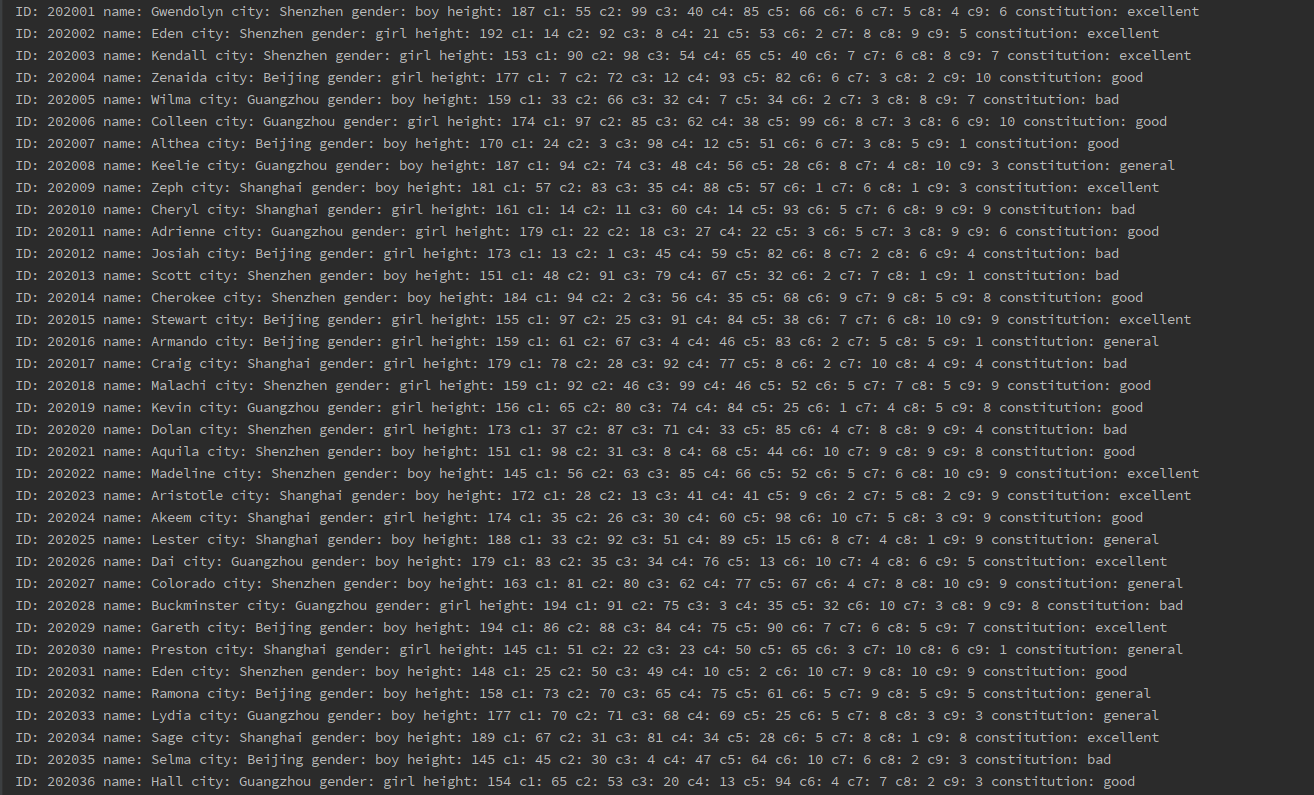 ID: 202001 name: Gwendolyn city: Shenzhen gender: boy height: 187 c1: 55 c2: 99 c3: 40 c4: 85 c5: 66 c6: 6 c7: 5 c8: 4 c9: 6 constitution: excellent
ID: 202002 name: Eden city: Shenzhen gender: girl height: 192 c1: 14 c2: 92 c3: 8 c4: 21 c5: 53 c6: 2 c7: 8 c8: 9 c9: 5 constitution: excellent
ID: 202003 name: Kendall city: Shenzhen gender: girl height: 153 c1: 90 c2: 98 c3: 54 c4: 65 c5: 40 c6: 7 c7: 6 c8: 8 c9: 7 constitution: excellent
ID: 202004 name: Zenaida city: Beijing gender: girl height: 177 c1: 7 c2: 72 c3: 12 c4: 93 c5: 82 c6: 6 c7: 3 c8: 2 c9: 10 constitution: good
ID: 202005 name: Wilma city: Guangzhou gender: boy height: 159 c1: 33 c2: 66 c3: 32 c4: 7 c5: 34 c6: 2 c7: 3 c8: 8 c9: 7 constitution: bad
ID: 202006 name: Colleen city: Guangzhou gender: girl height: 174 c1: 97 c2: 85 c3: 62 c4: 38 c5: 99 c6: 8 c7: 3 c8: 6 c9: 10 constitution: good
ID: 202007 name: Althea city: Beijing gender: boy height: 170 c1: 24 c2: 3 c3: 98 c4: 12 c5: 51 c6: 6 c7: 3 c8: 5 c9: 1 constitution: good
ID: 202008 name: Keelie city: Guangzhou gender: boy height: 187 c1: 94 c2: 74 c3: 48 c4: 56 c5: 28 c6: 8 c7: 4 c8: 10 c9: 3 constitution: general
ID: 202009 name: Zeph city: Shanghai gender: boy height: 181 c1: 57 c2: 83 c3: 35 c4: 88 c5: 57 c6: 1 c7: 6 c8: 1 c9: 3 constitution: excellent
ID: 202010 name: Cheryl city: Shanghai gender: girl height: 161 c1: 14 c2: 11 c3: 60 c4: 14 c5: 93 c6: 5 c7: 6 c8: 9 c9: 9 constitution: bad
ID: 202011 name: Adrienne city: Guangzhou gender: girl height: 179 c1: 22 c2: 18 c3: 27 c4: 22 c5: 3 c6: 5 c7: 3 c8: 9 c9: 6 constitution: good
ID: 202012 name: Josiah city: Beijing gender: girl height: 173 c1: 13 c2: 1 c3: 45 c4: 59 c5: 82 c6: 8 c7: 2 c8: 6 c9: 4 constitution: bad
ID: 202013 name: Scott city: Shenzhen gender: boy height: 151 c1: 48 c2: 91 c3: 79 c4: 67 c5: 32 c6: 2 c7: 7 c8: 1 c9: 1 constitution: bad
ID: 202014 name: Cherokee city: Shenzhen gender: boy height: 184 c1: 94 c2: 2 c3: 56 c4: 35 c5: 68 c6: 9 c7: 9 c8: 5 c9: 8 constitution: good
ID: 202015 name: Stewart city: Beijing gender: girl height: 155 c1: 97 c2: 25 c3: 91 c4: 84 c5: 38 c6: 7 c7: 6 c8: 10 c9: 9 constitution: excellent
ID: 202016 name: Armando city: Beijing gender: girl height: 159 c1: 61 c2: 67 c3: 4 c4: 46 c5: 83 c6: 2 c7: 5 c8: 5 c9: 1 constitution: general
ID: 202017 name: Craig city: Shanghai gender: girl height: 179 c1: 78 c2: 28 c3: 92 c4: 77 c5: 8 c6: 2 c7: 10 c8: 4 c9: 4 constitution: bad
ID: 202018 name: Malachi city: Shenzhen gender: girl height: 159 c1: 92 c2: 46 c3: 99 c4: 46 c5: 52 c6: 5 c7: 7 c8: 5 c9: 9 constitution: good
ID: 202019 name: Kevin city: Guangzhou gender: girl height: 156 c1: 65 c2: 80 c3: 74 c4: 84 c5: 25 c6: 1 c7: 4 c8: 5 c9: 8 constitution: good
ID: 202020 name: Dolan city: Shenzhen gender: girl height: 173 c1: 37 c2: 87 c3: 71 c4: 33 c5: 85 c6: 4 c7: 8 c8: 9 c9: 4 constitution: bad
ID: 202021 name: Aquila city: Shenzhen gender: boy height: 151 c1: 98 c2: 31 c3: 8 c4: 68 c5: 44 c6: 10 c7: 9 c8: 9 c9: 8 constitution: good
ID: 202022 name: Madeline city: Shenzhen gender: boy height: 145 c1: 56 c2: 63 c3: 85 c4: 66 c5: 52 c6: 5 c7: 6 c8: 10 c9: 9 constitution: excellent
ID: 202023 name: Aristotle city: Shanghai gender: boy height: 172 c1: 28 c2: 13 c3: 41 c4: 41 c5: 9 c6: 2 c7: 5 c8: 2 c9: 9 constitution: excellent
ID: 202024 name: Akeem city: Shanghai gender: girl height: 174 c1: 35 c2: 26 c3: 30 c4: 60 c5: 98 c6: 10 c7: 5 c8: 3 c9: 9 constitution: good
ID: 202025 name: Lester city: Shanghai gender: boy height: 188 c1: 33 c2: 92 c3: 51 c4: 89 c5: 15 c6: 8 c7: 4 c8: 1 c9: 9 constitution: general
ID: 202026 name: Dai city: Guangzhou gender: boy height: 179 c1: 83 c2: 35 c3: 34 c4: 76 c5: 13 c6: 10 c7: 4 c8: 6 c9: 5 constitution: excellent
ID: 202027 name: Colorado city: Shenzhen gender: boy height: 163 c1: 81 c2: 80 c3: 62 c4: 77 c5: 67 c6: 4 c7: 8 c8: 10 c9: 9 constitution: general
ID: 202028 name: Buckminster city: Guangzhou gender: girl height: 194 c1: 91 c2: 75 c3: 3 c4: 35 c5: 32 c6: 10 c7: 3 c8: 9 c9: 8 constitution: bad
ID: 202029 name: Gareth city: Beijing gender: boy height: 194 c1: 86 c2: 88 c3: 84 c4: 75 c5: 90 c6: 7 c7: 6 c8: 5 c9: 7 constitution: excellent
ID: 202030 name: Preston city: Shanghai gender: girl height: 145 c1: 51 c2: 22 c3: 23 c4: 50 c5: 65 c6: 3 c7: 10 c8: 6 c9: 1 constitution: general
ID: 202031 name: Eden city: Shenzhen gender: boy height: 148 c1: 25 c2: 50 c3: 49 c4: 10 c5: 2 c6: 10 c7: 9 c8: 10 c9: 9 constitution: good
ID: 202032 name: Ramona city: Beijing gender: boy height: 158 c1: 73 c2: 70 c3: 65 c4: 75 c5: 61 c6: 5 c7: 9 c8: 5 c9: 5 constitution: general
ID: 202033 name: Lydia city: Guangzhou gender: boy height: 177 c1: 70 c2: 71 c3: 68 c4: 69 c5: 25 c6: 5 c7: 8 c8: 3 c9: 3 constitution: general
ID: 202034 name: Sage city: Shanghai gender: boy height: 189 c1: 67 c2: 31 c3: 81 c4: 34 c5: 28 c6: 5 c7: 8 c8: 1 c9: 8 constitution: excellent
ID: 202035 name: Selma city: Beijing gender: boy height: 145 c1: 45 c2: 30 c3: 4 c4: 47 c5: 64 c6: 10 c7: 6 c8: 2 c9: 3 constitution: bad
ID: 202036 name: Hall city: Guangzhou gender: girl height: 154 c1: 65 c2: 53 c3: 20 c4: 13 c5: 94 c6: 4 c7: 7 c8: 2 c9: 3 constitution: good